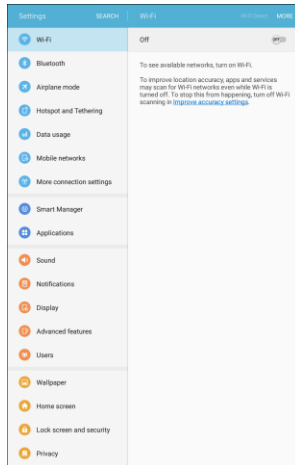 Settings
SEARCH
Wi-Fi
Wi-Fi Direct
MORE
Wi-Fi
Bluetooth
Airplane mode
Hotspot and Tethering
Data usage
Mobile networks
More connection settings
Smart Manager
Applications
Sound
Notifications
Display
Advanced features
Users
Wallpaper
Home screen
Lock screen and security
Privacy
Off
OFF
To see available networks, turn on Wi-Fi.
To improve location accuracy, apps and services
may scan for Wi-Fi networks even while Wi-Fi is
turned off. To stop this from happening, turn off Wi-Fi
scanning in Improve accuracy settings.